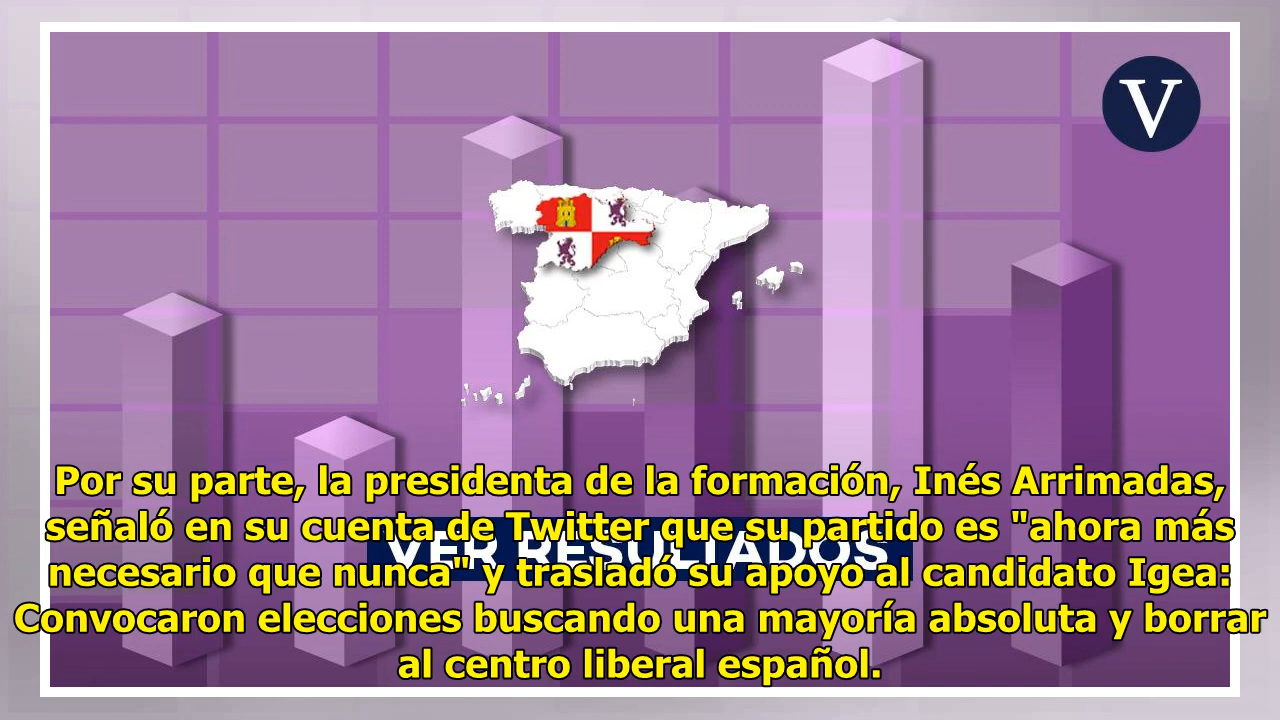 V
Por su parte, la presidenta de la formación, Inés Arrimadas,
señaló en su cuenta de Twitter que su partido es "ahora más
VER RESULTADOS
necesario que nunca" y trasladó su apoyo al candidato Igea:
Convocaron elecciones buscando una mayoría absoluta y borrar
al centro liberal español.